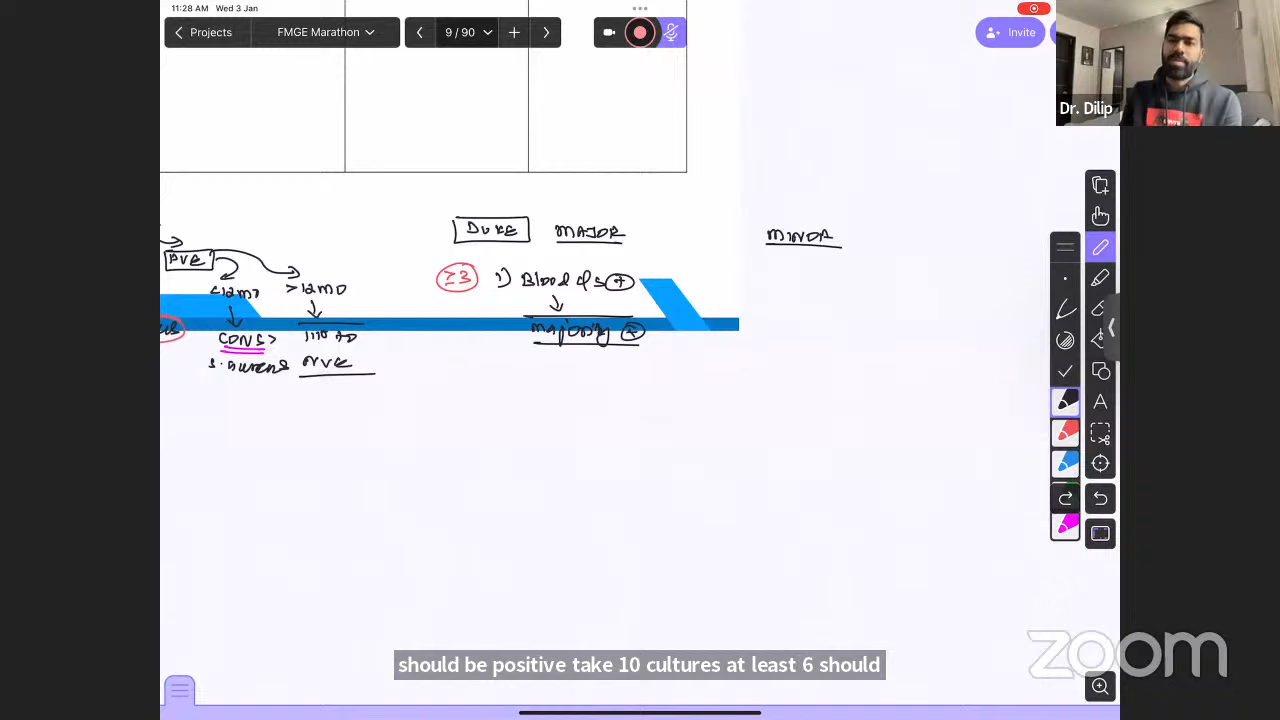 11:28 AM Wed 3 Jan
Projects
FMGE Marathon
9 / 90
Invite
Dr. Dilip
DUKE MAJOR
MINOR
PVE
<12mo >12mo
≥3 1) Blood c/s +
majority +
CONS >
S. aureus NVE
should be positive take 10 cultures at least 6 should
zoom